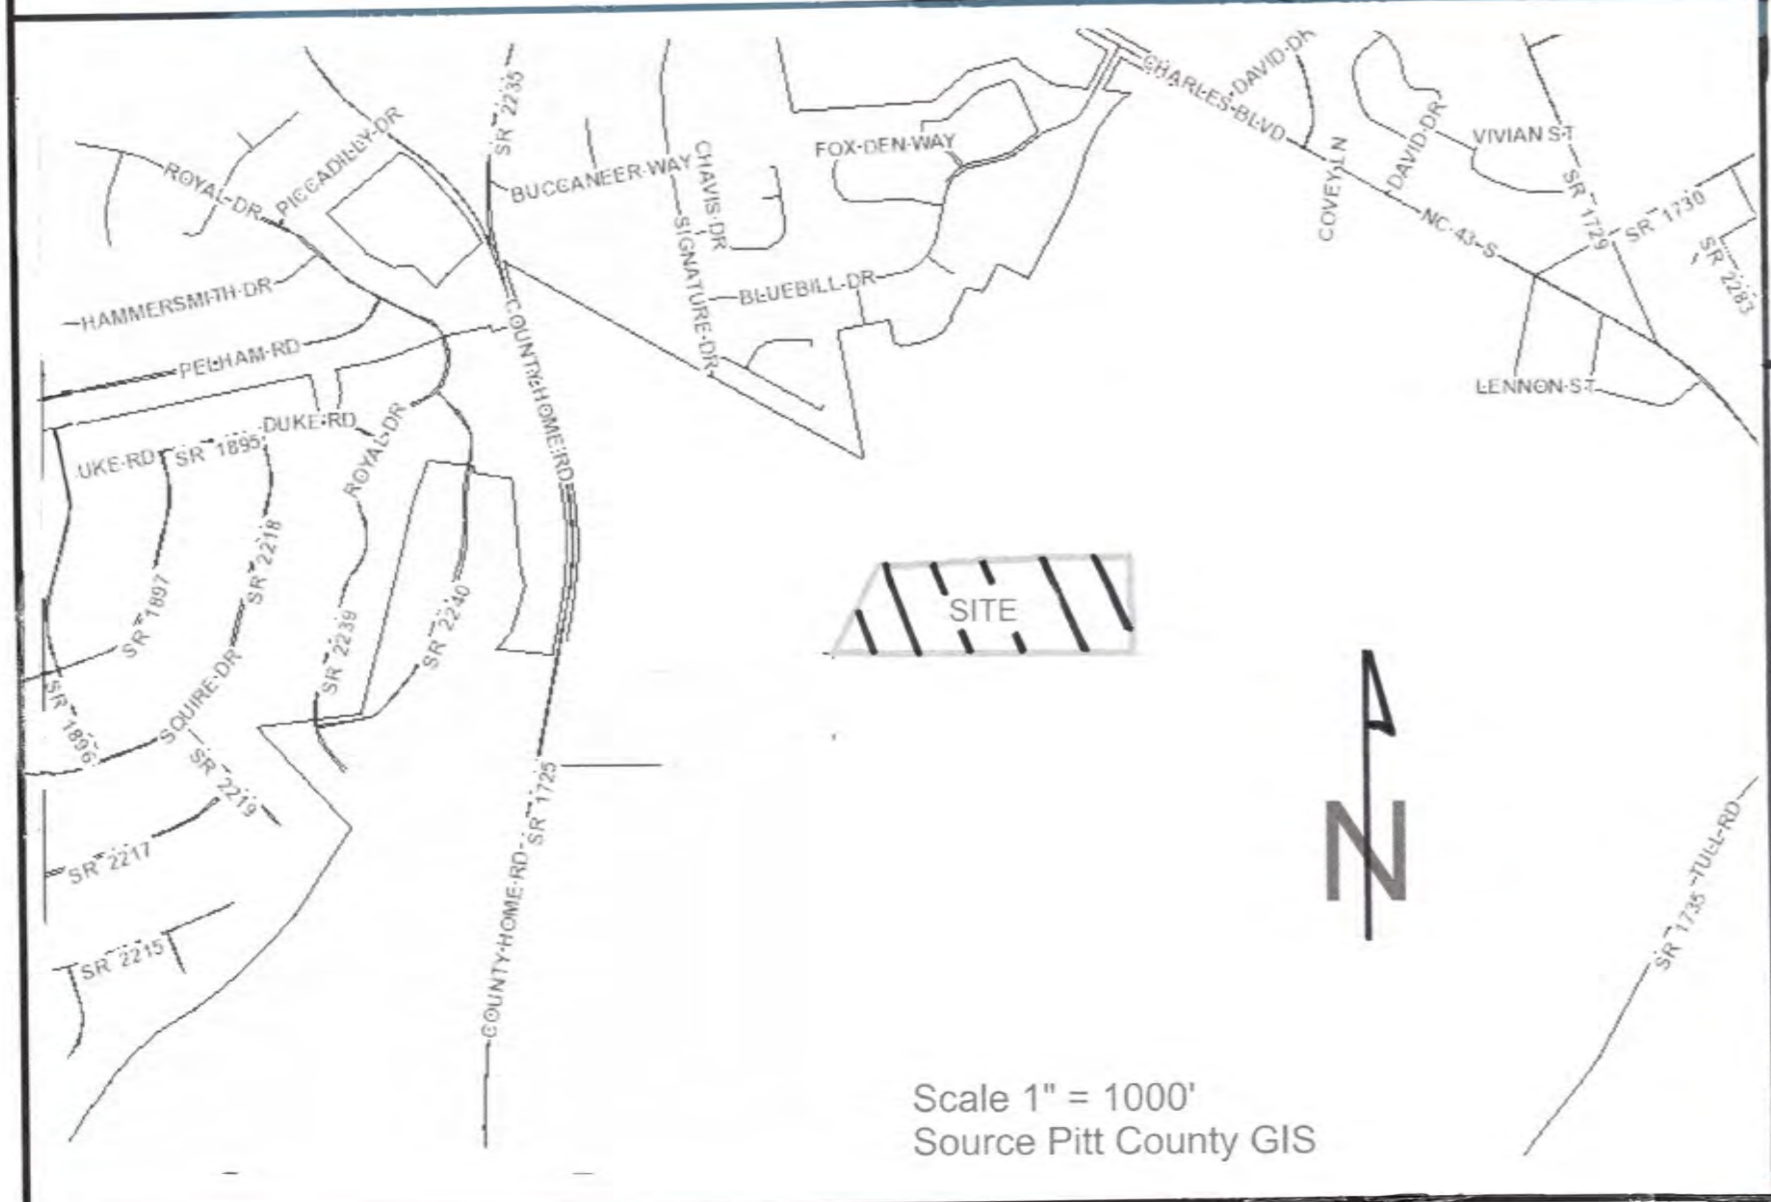 SR 2235
PICCADILLY-DR
ROYAL-DR
BUCCANEER-WAY
CHAVIS-DR
SIGNATURE-DR
FOX-DEN-WAY
BLUEBILL-DR
CHARLES-BLVD
DAVID-DR
DAVID-DR
COVEY-LN
VIVIAN ST
SR 1729
SR 1730
SR 2283
NC-43-S
LENNON-ST
HAMMERSMITH-DR
PELHAM-RD
DUKE-RD
UKE-RD
SR 1895
ROYAL-DR
COUNTY-HOME-RD
SR 2218
SR 1897
SR 2239
SR 2240
SQUIRE-DR
SR 1896
SR 2219
SR 2217
SR 2215
SR 1725
COUNTY-HOME-RD
SITE
N
SR 1735
TULL-RD
Scale 1" = 1000'
Source Pitt County GIS